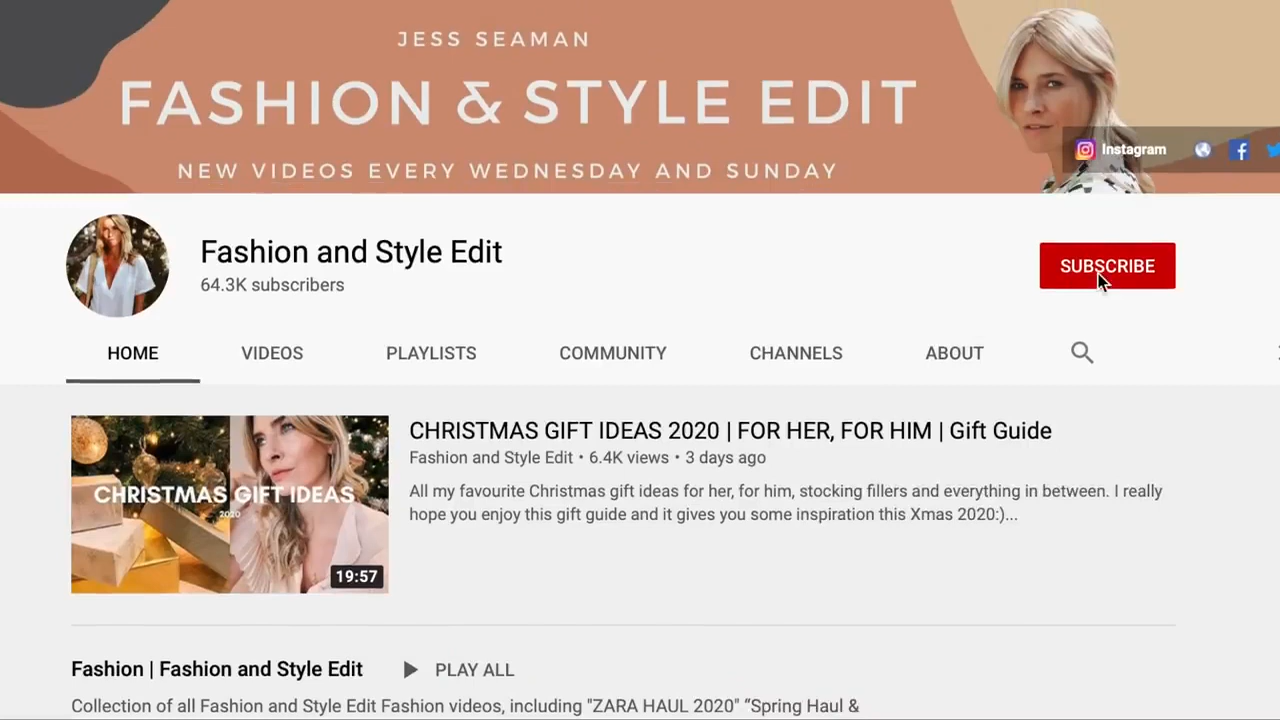 JESS SEAMAN
FASHION & STYLE EDIT
NEW VIDEOS EVERY WEDNESDAY AND SUNDAY
Instagram
Fashion and Style Edit
64.3K subscribers
SUBSCRIBE
HOME VIDEOS PLAYLISTS COMMUNITY CHANNELS ABOUT
CHRISTMAS GIFT IDEAS
2020
19:57
CHRISTMAS GIFT IDEAS 2020 | FOR HER, FOR HIM | Gift Guide
Fashion and Style Edit • 6.4K views • 3 days ago
All my favourite Christmas gift ideas for her, for him, stocking fillers and everything in between. I really
hope you enjoy this gift guide and it gives you some inspiration this Xmas 2020:)...
Fashion | Fashion and Style Edit PLAY ALL
Collection of all Fashion and Style Edit Fashion videos, including "ZARA HAUL 2020" “Spring Haul &